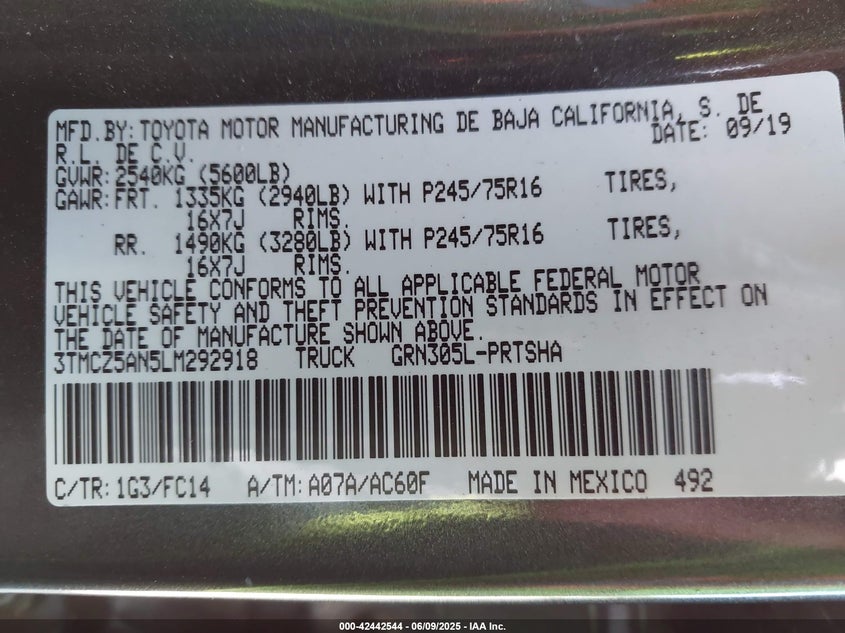 MFD. BY: TOYOTA MOTOR MANUFACTURING DE BAJA CALIFORNIA, S. DE
R.L. DE C.V. DATE: 09/19
GVWR: 2540KG (5600LB)
GAWR: FRT. 1335KG (2940LB) WITH P245/75R16 TIRES,
16X7J RIMS.
RR. 1490KG (3280LB) WITH P245/75R16 TIRES,
16X7J RIMS.
THIS VEHICLE CONFORMS TO ALL APPLICABLE FEDERAL MOTOR
VEHICLE SAFETY AND THEFT PREVENTION STANDARDS IN EFFECT ON
THE DATE OF MANUFACTURE SHOWN ABOVE.
3TMCZ5AN5LM292918 TRUCK GRN305L-PRTSHA
C/TR: 1G3/FC14 A/TM: A07A/AC60F MADE IN MEXICO 492
000-42442544 - 06/09/2025 - IAA Inc.